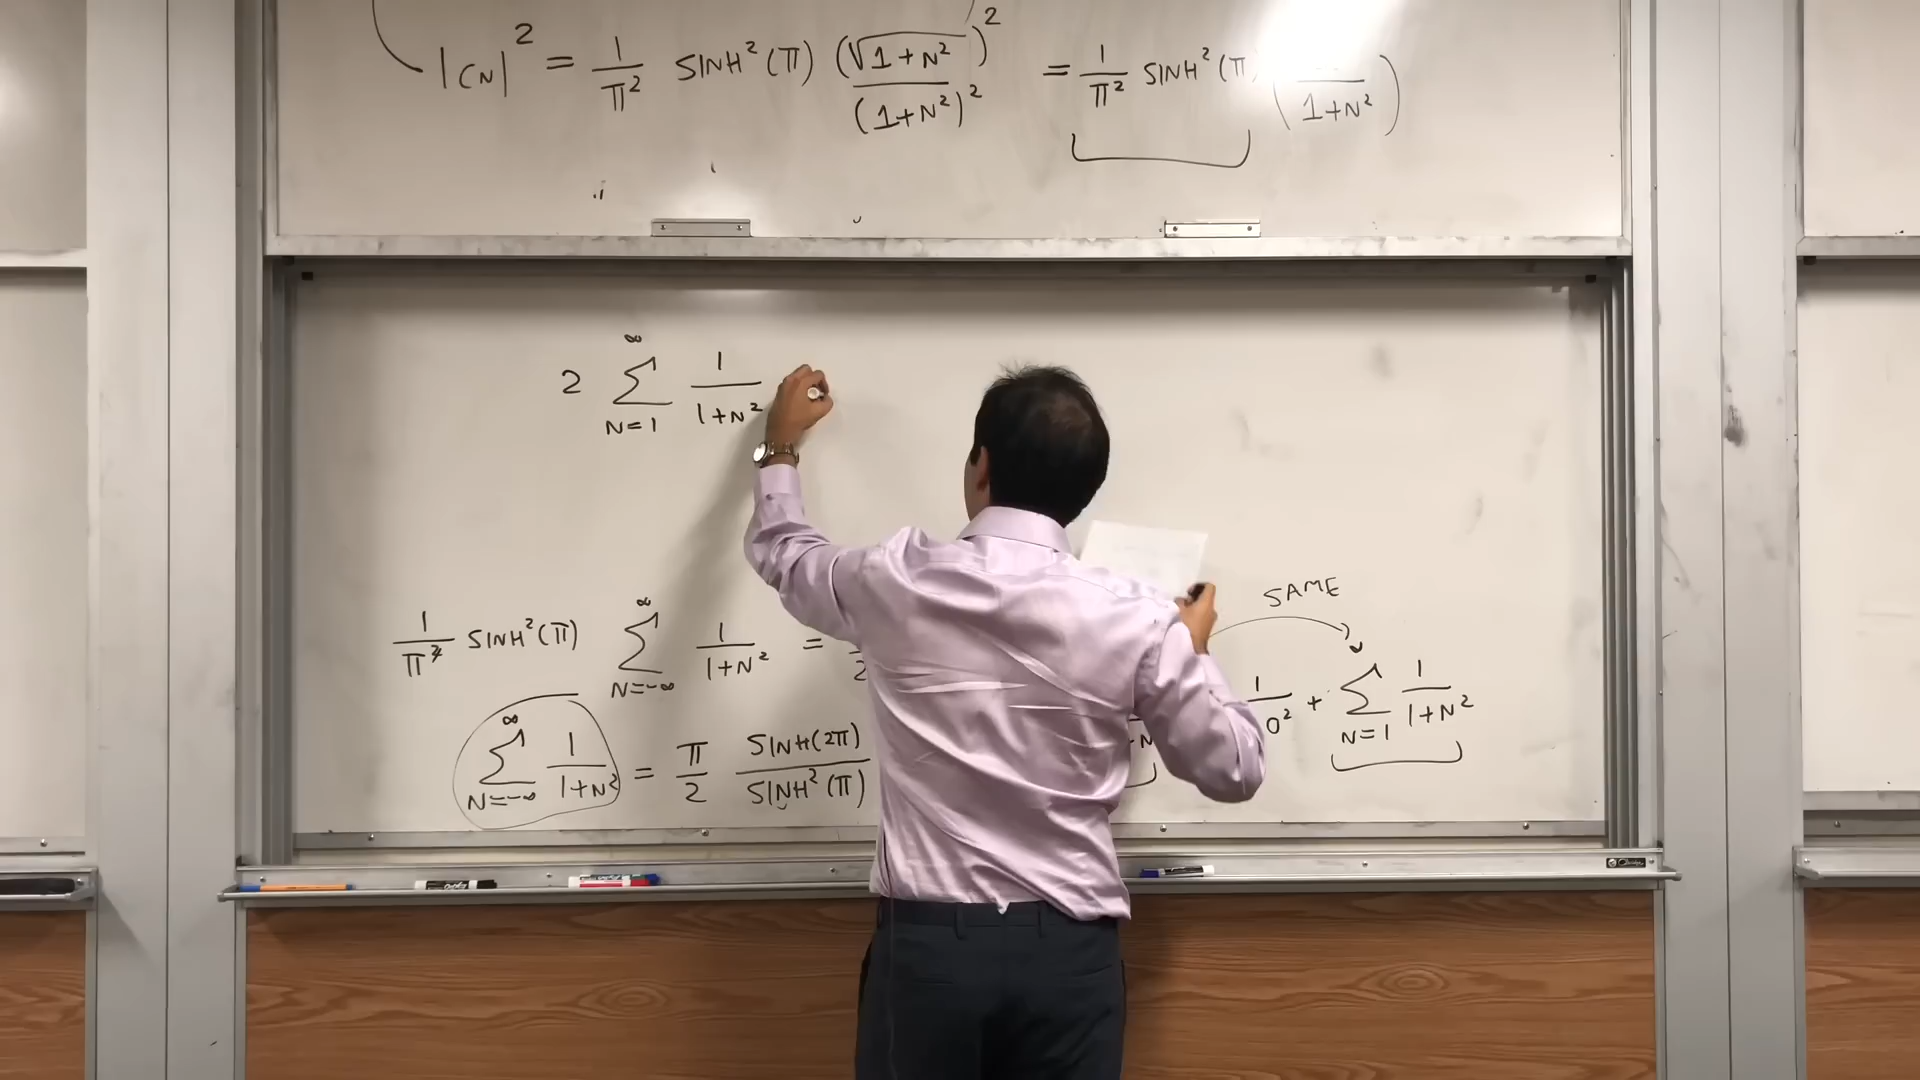 |CN|² = 1/π² SINH²(π) (√1+N²)²/(1+N²)² = 1/π² SINH²(π (1+N²)
2 ∞ Σ N=1 1/1+N²
SAME
1/π² SINH²(π) ∞ Σ N=-∞ 1/1+N² = 2
1/0² + Σ N=1 1/1+N²
∞ Σ N=-∞ 1/1+N² = π/2 SINH(2π)/SINH²(π)